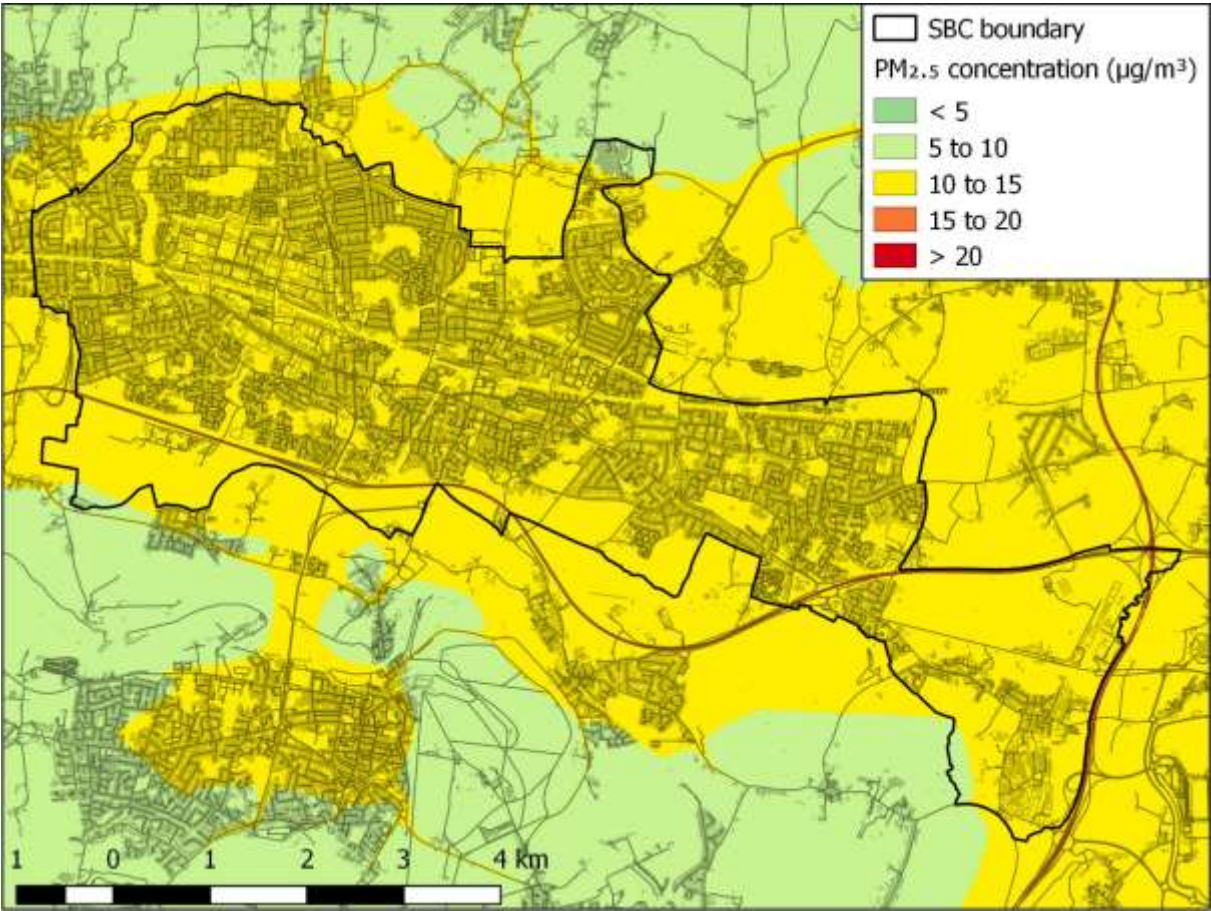 SBC boundary
PM₂.₅ concentration (µg/m³)
< 5
5 to 10
10 to 15
15 to 20
> 20
1 0 1 2 3 4 km